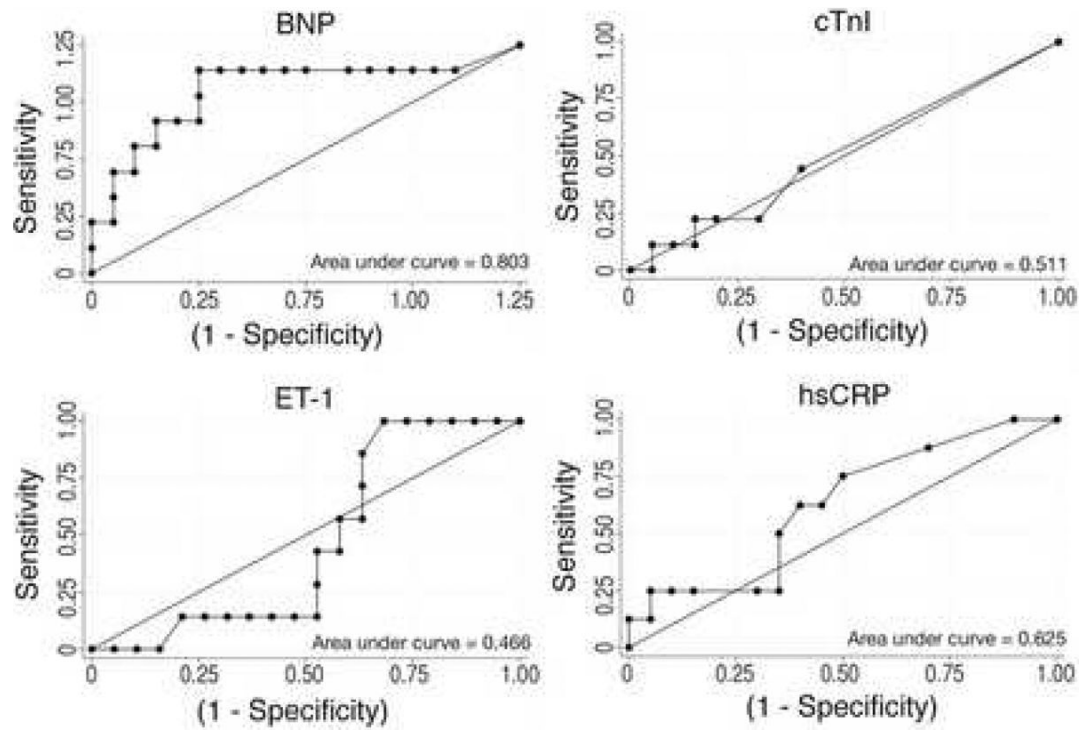 BNP
Sensitivity
1.25
1.00
0.75
0.25
0
Area under curve = 0.803
0 0.25 0.75 1.00 1.25
(1 - Specificity)
cTnI
Sensitivity
1.00
0.75
0.50
0.25
0
Area under curve = 0.511
0 0.25 0.50 0.75 1.00
(1 - Specificity)
ET-1
Sensitivity
1.00
0.75
0.50
0.25
0
Area under curve = 0.466
0 0.25 0.50 0.75 1.00
(1 - Specificity)
hsCRP
Sensitivity
1.00
0.75
0.50
0.25
0
Area under curve = 0.625
0 0.25 0.50 0.75 1.00
(1 - Specificity)